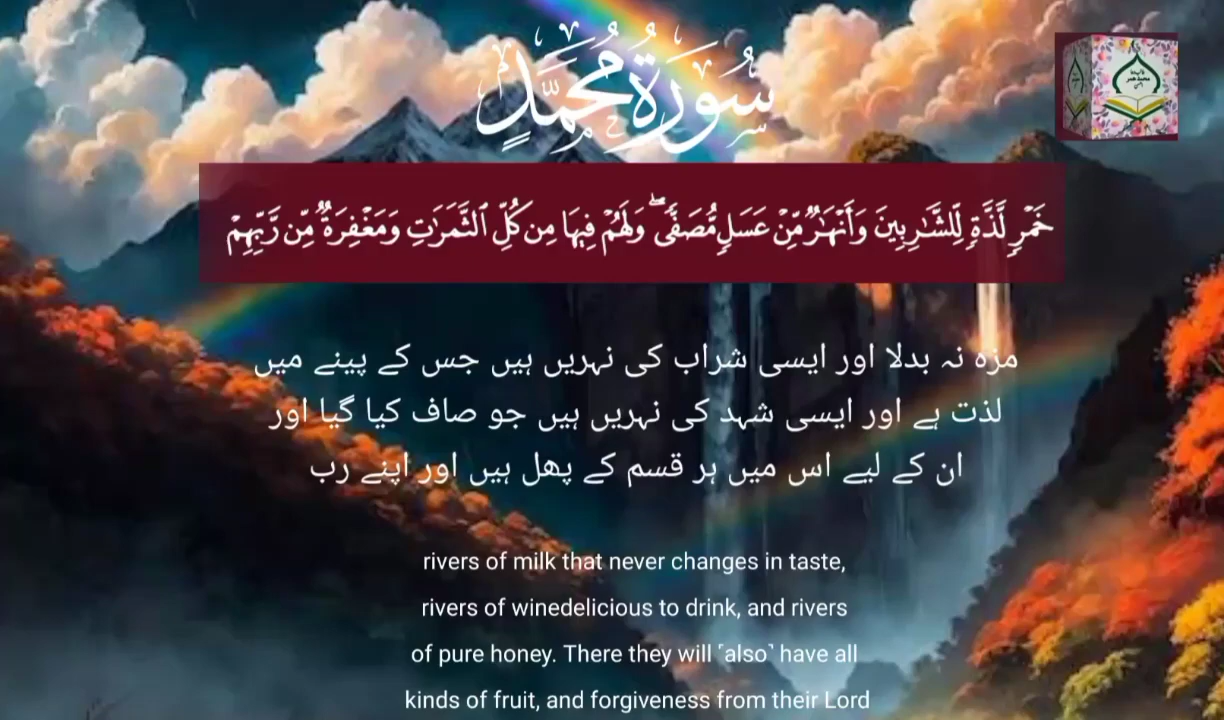 سُورَةُ مُحَمَّدٍ
خَمْرٍ لَّذَّةٍ لِّلشَّـٰرِبِينَ وَأَنْهَـٰرٌ مِّنْ عَسَلٍ مُّصَفًّى ۖ وَلَهُمْ فِيهَا مِن كُلِّ ٱلثَّمَرَٰتِ وَمَغْفِرَةٌ مِّن رَّبِّهِمْ
مزہ نہ بدلا اور ایسی شراب کی نہریں ہیں جس کے پینے میں
لذت ہے اور ایسی شہد کی نہریں ہیں جو صاف کیا گیا اور
ان کے لیے اس میں ہر قسم کے پھل ہیں اور اپنے رب
rivers of milk that never changes in taste,
rivers of winedelicious to drink, and rivers
of pure honey. There they will ˹also˺ have all
kinds of fruit, and forgiveness from their Lord